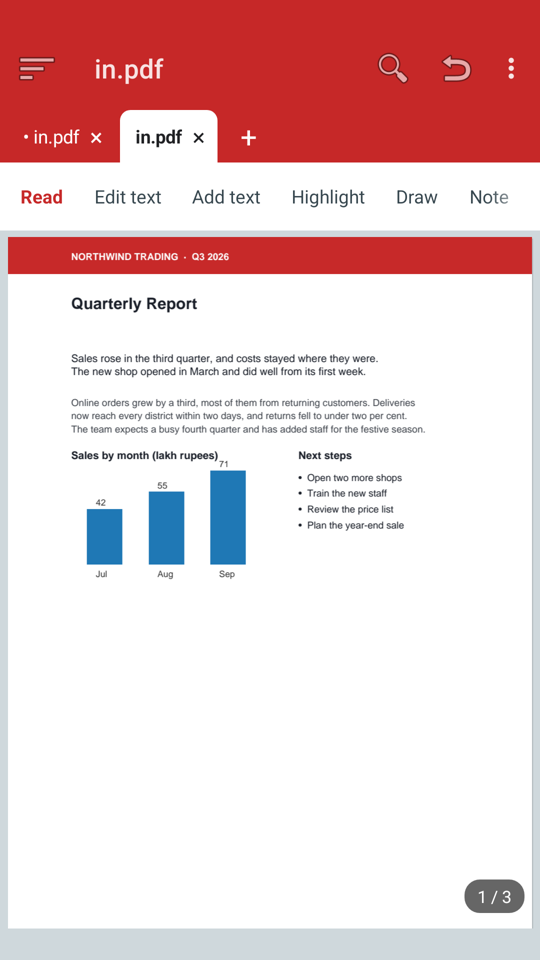 in.pdf
• in.pdf × in.pdf × +
Read Edit text Add text Highlight Draw Note
NORTHWIND TRADING · Q3 2026
Quarterly Report
Sales rose in the third quarter, and costs stayed where they were.
The new shop opened in March and did well from its first week.
Online orders grew by a third, most of them from returning customers. Deliveries
now reach every district within two days, and returns fell to under two per cent.
The team expects a busy fourth quarter and has added staff for the festive season.
Sales by month (lakh rupees)
71
55
42
Jul Aug Sep
Next steps
• Open two more shops
• Train the new staff
• Review the price list
• Plan the year-end sale
1 / 3